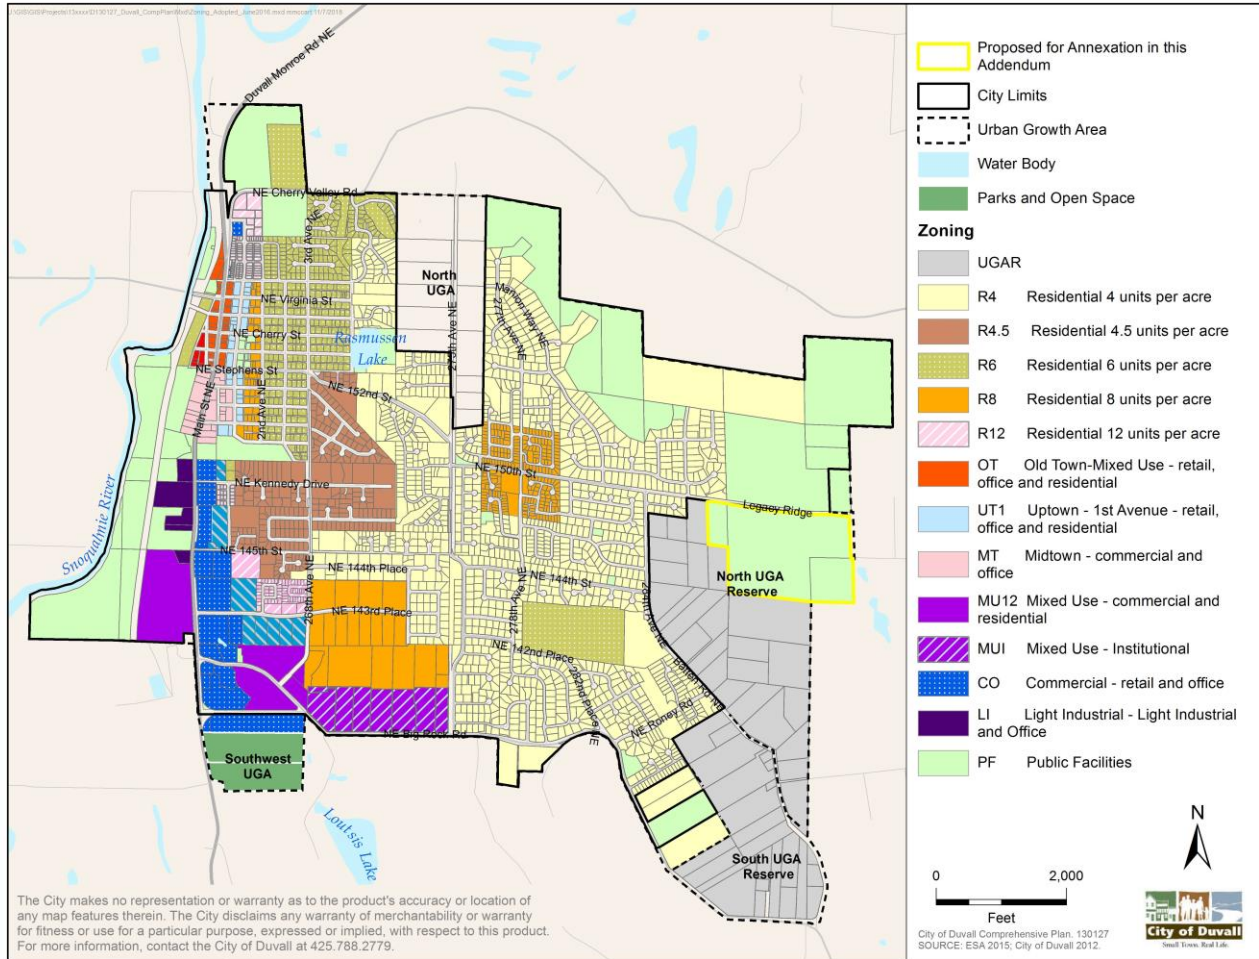 Duvall Monroe Rd NE
NE Cherry Valley Rd
3rd Ave NE
NE Virginia St
NE Cherry St
Rasmussen
Lake
NE Stephens St
Main St NE
2nd Ave NE
NE 152nd St
North
UGA
275th Ave NE
Manion Way NE
277th Ave NE
NE 150th St
NE Kennedy Drive
Legacy Ridge
Snoqualmie River
NE 145th St
NE 144th Place
NE 144th St
268th Ave NE
NE 143rd Place
278th Ave NE
284th Ave NE
North UGA
Reserve
NE 142nd Place
282nd Place NE
Batten Rd NE
NE Roney Rd
NE Big Rock Rd
Southwest
UGA
Loutsis Lake
South UGA
Reserve
The City makes no representation or warranty as to the product's accuracy or location of
any map features therein. The City disclaims any warranty of merchantability or warranty
for fitness or use for a particular purpose, expressed or implied, with respect to this product.
For more information, contact the City of Duvall at 425.788.2779.
Proposed for Annexation in this
Addendum
City Limits
Urban Growth Area
Water Body
Parks and Open Space
Zoning
UGAR
R4 Residential 4 units per acre
R4.5 Residential 4.5 units per acre
R6 Residential 6 units per acre
R8 Residential 8 units per acre
R12 Residential 12 units per acre
OT Old Town-Mixed Use - retail,
office and residential
UT1 Uptown - 1st Avenue - retail,
office and residential
MT Midtown - commercial and
office
MU12 Mixed Use - commercial and
residential
MUI Mixed Use - Institutional
CO Commercial - retail and office
LI Light Industrial - Light Industrial
and Office
PF Public Facilities
N
0 2,000
Feet
City of Duvall Comprehensive Plan. 130127
SOURCE: ESA 2015; City of Duvall 2012.
City of Duvall
Small Town. Real Life.